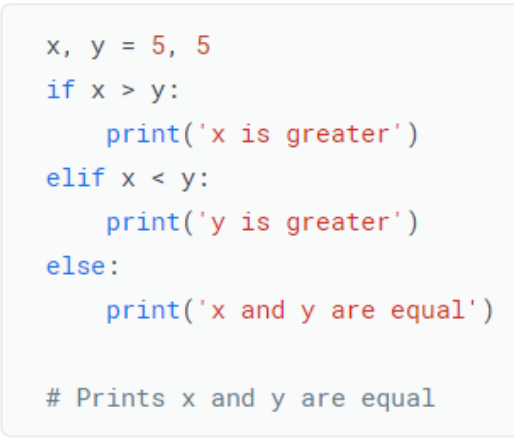 x, y = 5, 5
if x > y:
    print('x is greater')
elif x < y:
    print('y is greater')
else:
    print('x and y are equal')

# Prints x and y are equal